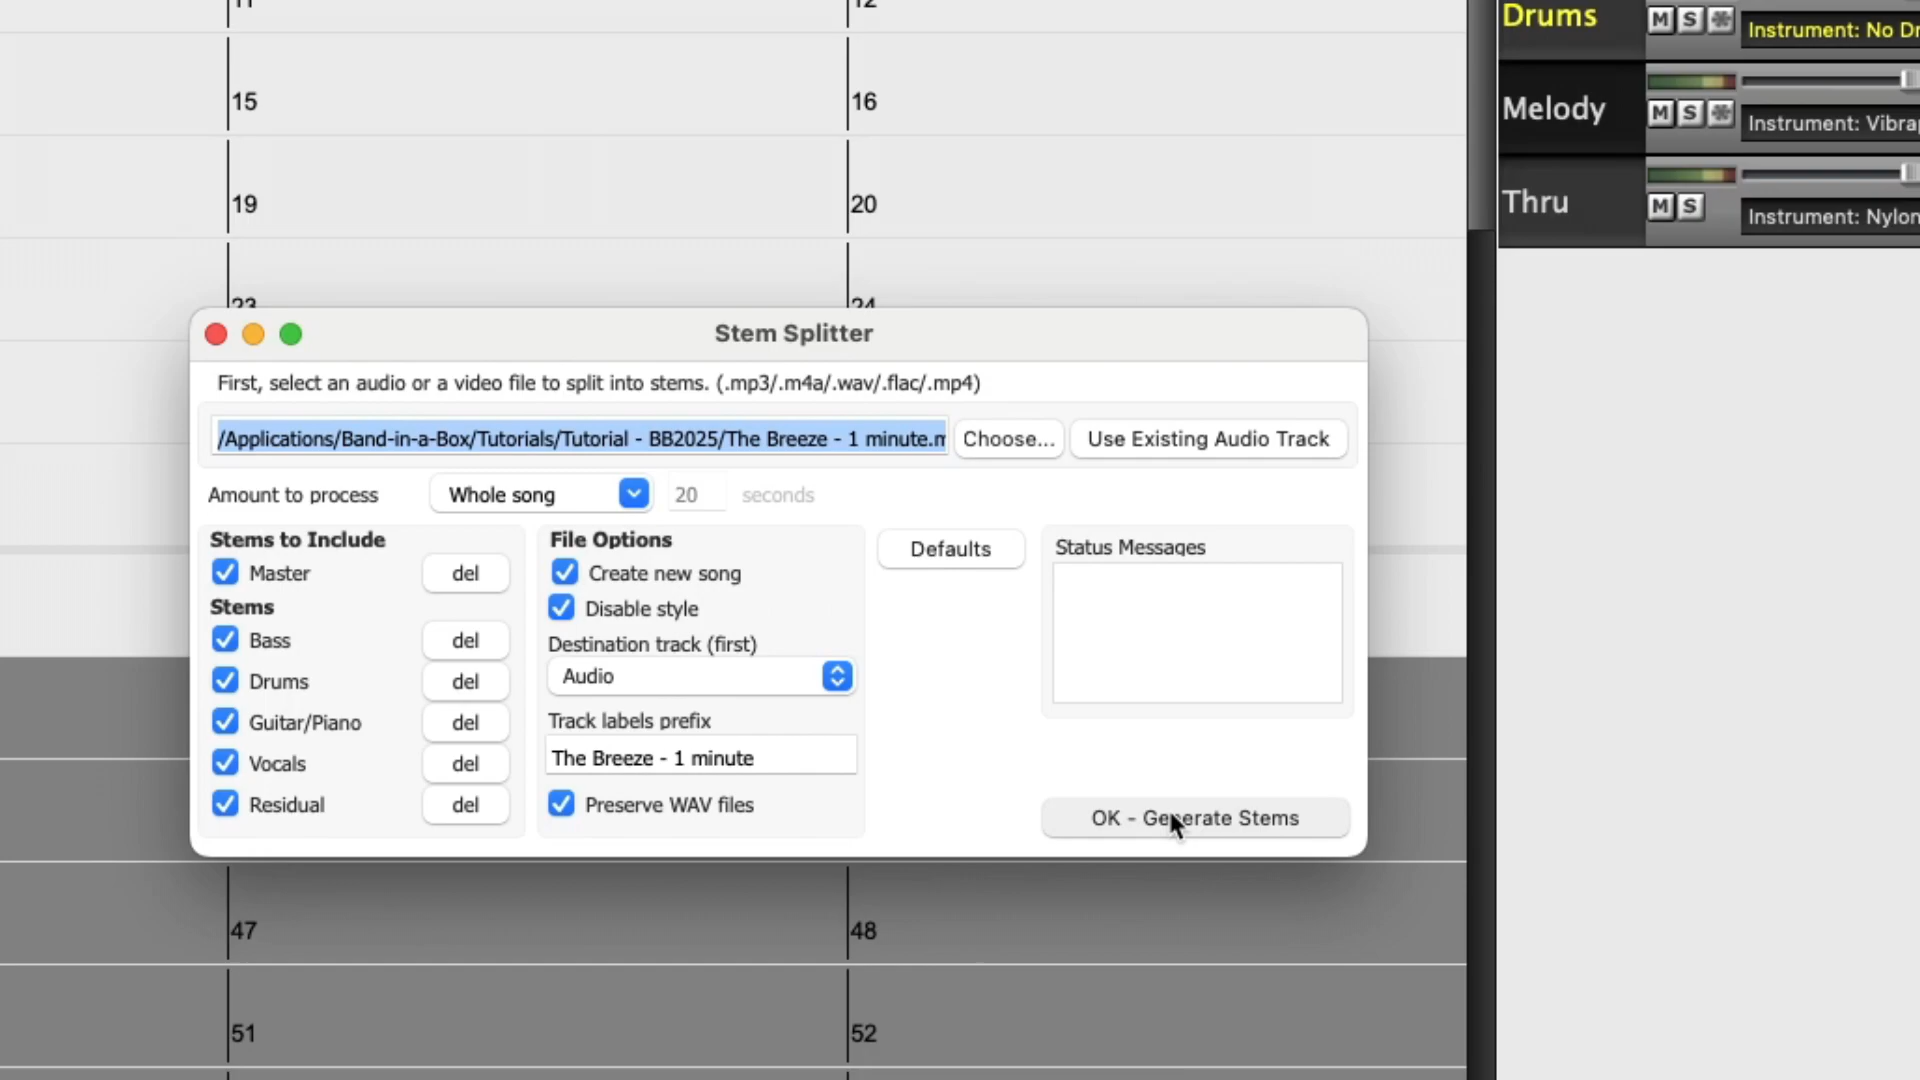 11
12
Drums
M S
Instrument: No Dr
15
16
Melody
M S
Instrument: Vibra
19
20
Thru
M S
Instrument: Nylon
23
24
Stem Splitter
First, select an audio or a video file to split into stems. (.mp3/.m4a/.wav/.flac/.mp4)
/Applications/Band-in-a-Box/Tutorials/Tutorial - BB2025/The Breeze - 1 minute.m
Choose...
Use Existing Audio Track
Amount to process
Whole song
20
seconds
Stems to Include
Master
del
Stems
Bass
del
Drums
del
Guitar/Piano
del
Vocals
del
Residual
del
File Options
Create new song
Disable style
Destination track (first)
Audio
Track labels prefix
The Breeze - 1 minute
Preserve WAV files
Defaults
Status Messages
OK - Generate Stems
47
48
51
52